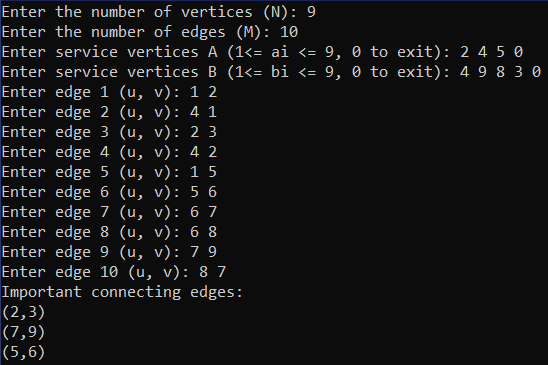 Enter the number of vertices (N): 9
Enter the number of edges (M): 10
Enter service vertices A (1<= ai <= 9, 0 to exit): 2 4 5 0
Enter service vertices B (1<= bi <= 9, 0 to exit): 4 9 8 3 0
Enter edge 1 (u, v): 1 2
Enter edge 2 (u, v): 4 1
Enter edge 3 (u, v): 2 3
Enter edge 4 (u, v): 4 2
Enter edge 5 (u, v): 1 5
Enter edge 6 (u, v): 5 6
Enter edge 7 (u, v): 6 7
Enter edge 8 (u, v): 6 8
Enter edge 9 (u, v): 7 9
Enter edge 10 (u, v): 8 7
Important connecting edges:
(2,3)
(7,9)
(5,6)